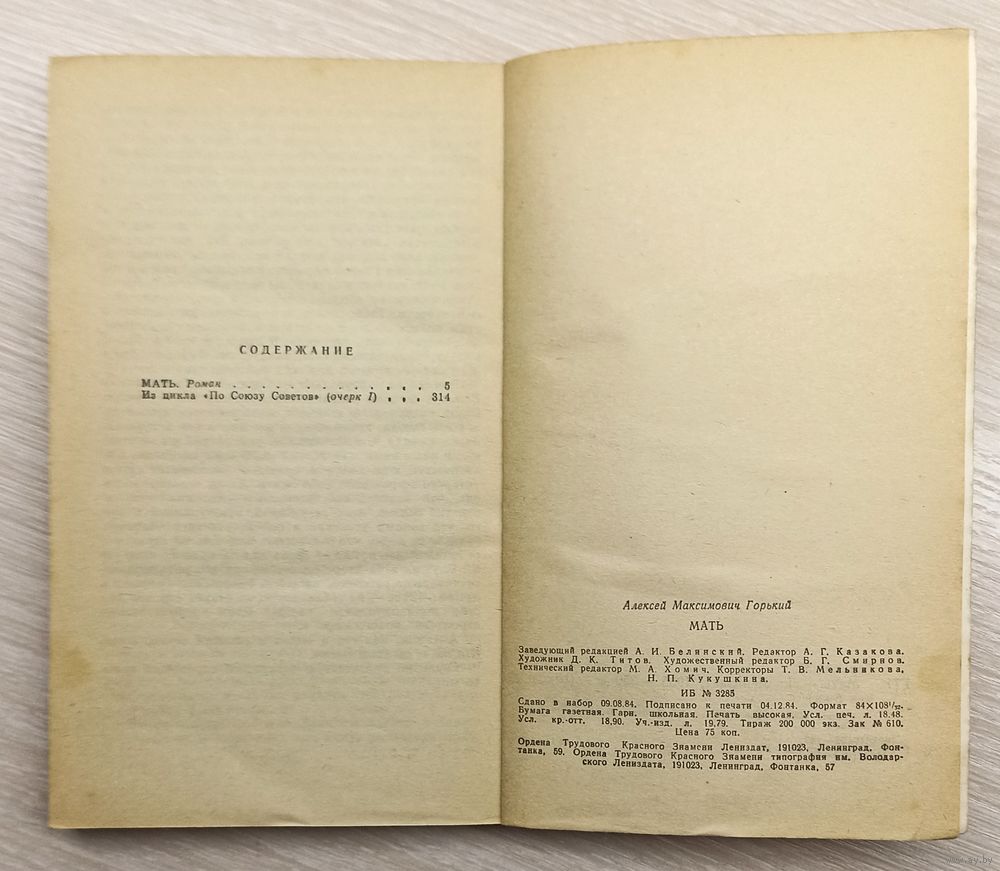 СОДЕРЖАНИЕ
МАТЬ. Роман . . . . . . . . . . . . . . 5
Из цикла «По Союзу Советов» (очерк I) . . . . 314
Алексей Максимович Горький
МАТЬ
Заведующий редакцией А. И. Белинский. Редактор А. Г. Казакова.
Художник Д. К. Титов. Художественный редактор Б. Г. Смирнов.
Технический редактор М. А. Хомич. Корректоры Т. В. Мельникова,
Н. П. Кукушкина.
ИБ № 3285
Сдано в набор 09.08.84. Подписано к печати 04.12.84. Формат 84×108¹/₃₂.
Бумага газетная. Гарн. школьная. Печать высокая. Усл. печ. л. 18.48.
Усл. кр.-отт. 18,90. Уч.-изд. л. 19,79. Тираж 200 000 экз. Зак № 610.
Цена 75 коп.
Ордена Трудового Красного Знамени Лениздат, 191023, Ленинград, Фон-
танка, 59. Ордена Трудового Красного Знамени типография им. Володар-
ского Лениздата, 191023, Ленинград, Фонтанка, 57
www.ay.by